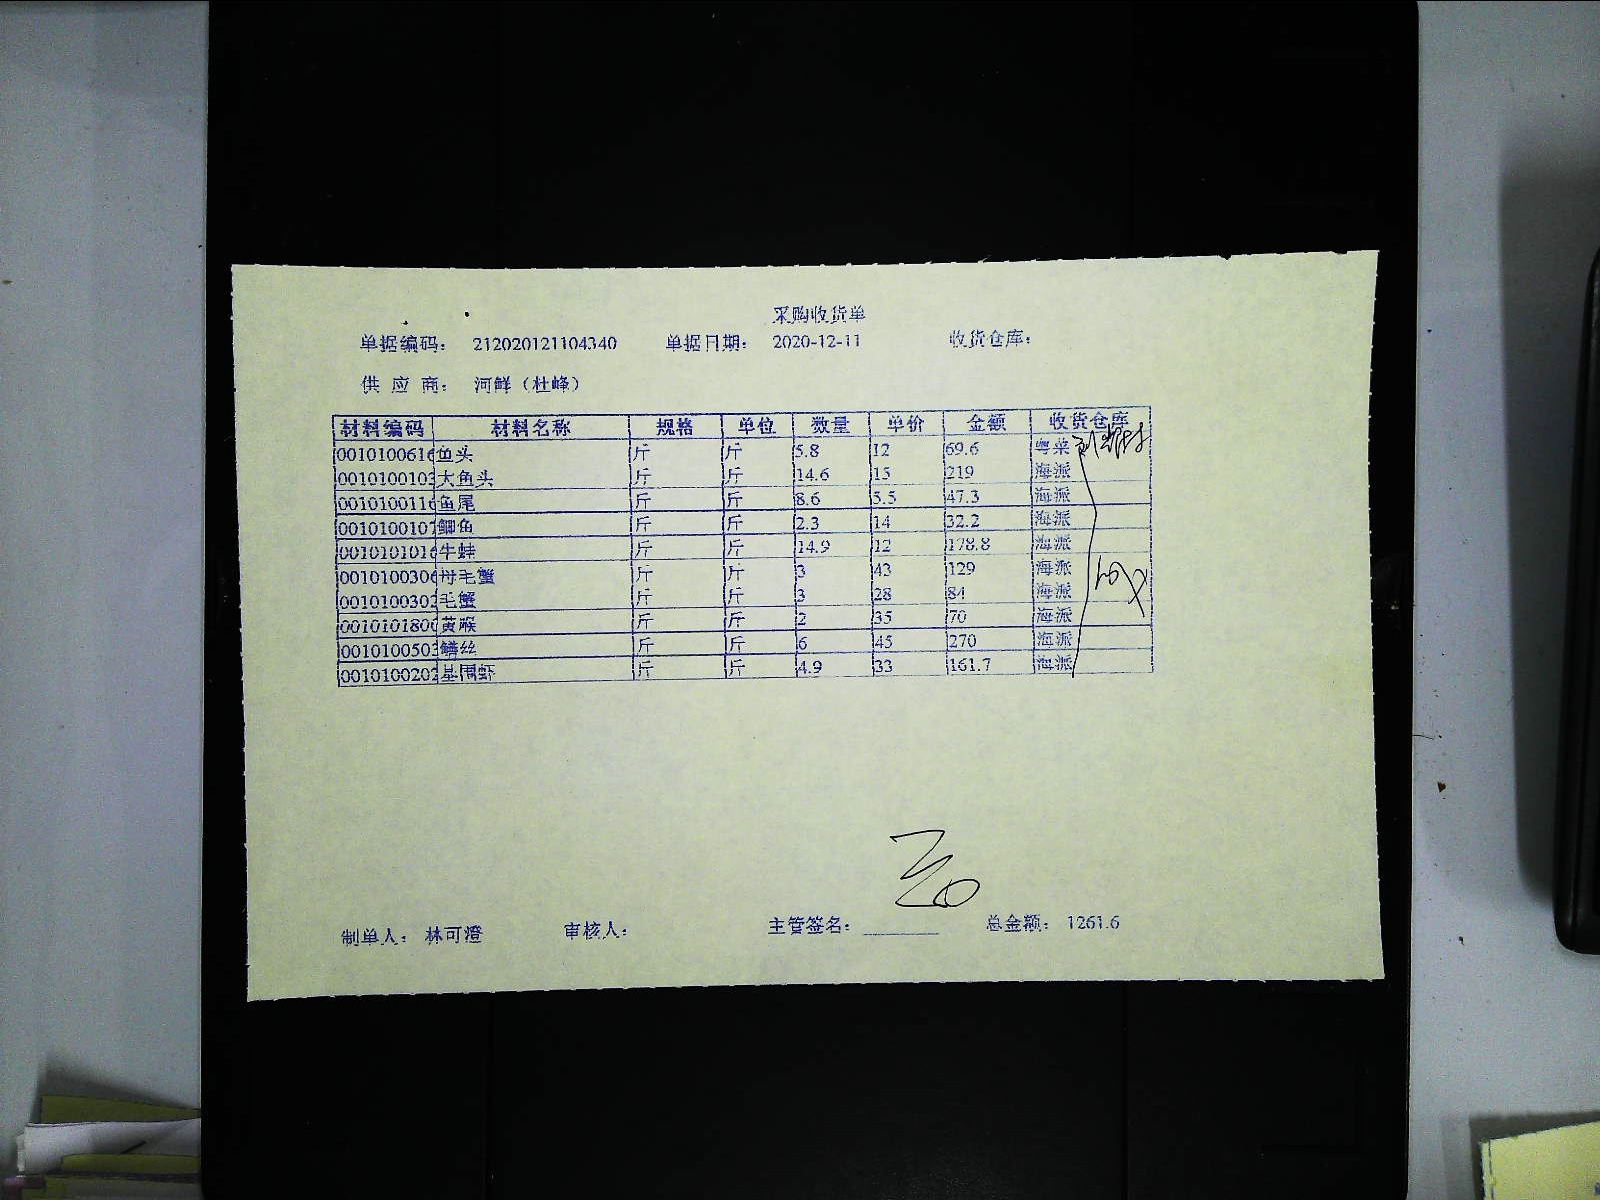 采购收货单
单据编码： 212020121104340 单据日期： 2020-12-11 收货仓库：
供 应 商： 河鲜（杜峰）
材料编码 材料名称 规格 单位 数量 单价 金额 收货仓库
0010100616 鱼头 斤 斤 5.8 12 69.6 粤菜
0010100103 大鱼头 斤 斤 14.6 15 219 海派
0010100116 鱼尾 斤 斤 8.6 5.5 47.3 海派
0010100107 鲫鱼 斤 斤 2.3 14 32.2 海派
0010101016 牛蛙 斤 斤 14.9 12 178.8 海派
0010100306 母毛蟹 斤 斤 3 43 129 海派
0010100302 毛蟹 斤 斤 3 28 84 海派
0010101800 黄喉 斤 斤 2 35 70 海派
0010100503 鳝丝 斤 斤 6 45 270 海派
0010100202 基围虾 斤 斤 4.9 33 161.7 海派
制单人： 林可澄 审核人： 主管签名： 总金额： 1261.6